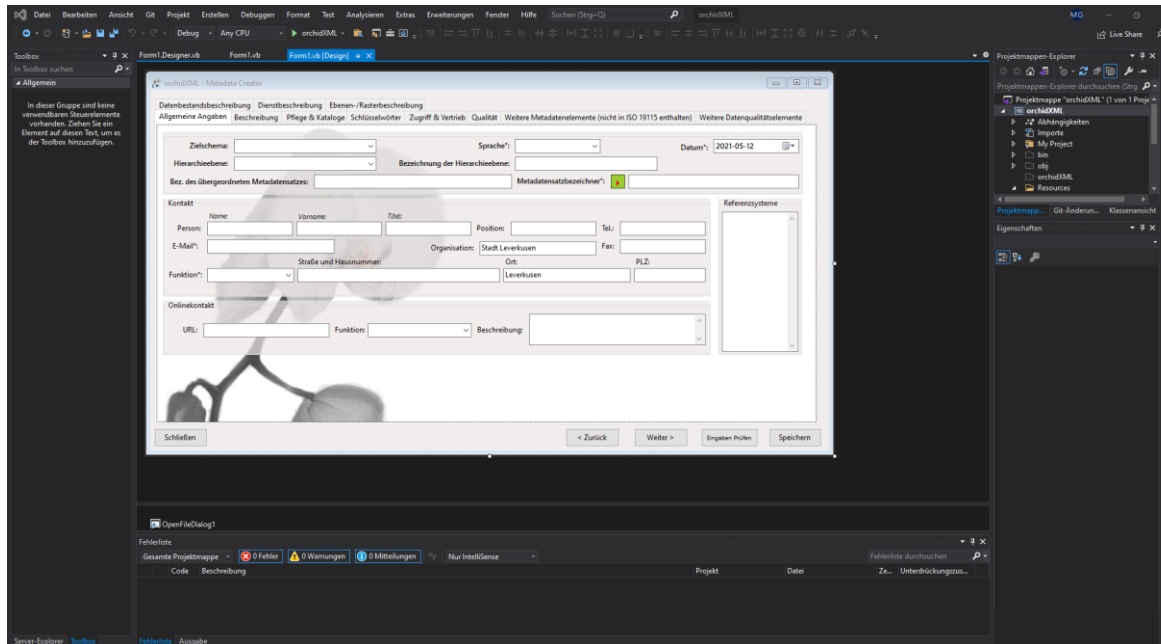 Datei Bearbeiten Ansicht Git Projekt Erstellen Debuggen Format Test Analysieren Extras Erweiterungen Fenster Hilfe Suchen (Strg+Q) orchidXML MG
Debug Any CPU orchidXML Live Share
Toolbox
In Toolbox suchen
Allgemein
In dieser Gruppe sind keine
verwendbaren Steuerelemente
vorhanden. Ziehen Sie ein
Element auf diesen Text, um es
der Toolbox hinzuzufügen.
Server-Explorer Toolbox
Form1.Designer.vb Form1.vb Form1.vb [Design]
orchidXML - Metadata Creator
Datenbestandsbeschreibung Dienstbeschreibung Ebenen-/Rasterbeschreibung
Allgemeine Angaben Beschreibung Pflege & Kataloge Schlüsselwörter Zugriff & Vertrieb Qualität Weitere Metadatenelemente (nicht in ISO 19115 enthalten) Weitere Datenqualitätselemente
Zielschema: Sprache*: Datum*: 2021-05-12
Hierarchieebene: Bezeichnung der Hierarchieebene:
Bez. des übergeordneten Metadatensatzes: Metadatensatzbezeichner*:
Kontakt Referenzsysteme
Name: Vorname: Titel:
Person: Position: Tel.:
E-Mail*: Organisation: Stadt Leverkusen Fax:
Straße und Hausnummer: Ort: PLZ:
Funktion*: Leverkusen
Onlinekontakt
URL: Funktion: Beschreibung:
Schließen < Zurück Weiter > Eingaben Prüfen Speichern
OpenFileDialog1
Fehlerliste
Gesamte Projektmappe 0 Fehler 0 Warnungen 0 Mitteilungen Nur IntelliSense Fehlerliste durchsuchen
Code Beschreibung Projekt Datei Ze... Unterdrückungszus...
Fehlerliste Ausgabe
Projektmappen-Explorer
Projektmappen-Explorer durchsuchen (Strg
Projektmappe "orchidXML" (1 von 1 Proje
orchidXML
Abhängigkeiten
Importe
My Project
bin
obj
orchidXML
Resources
Projektmapp... Git-Änderun... Klassenansicht
Eigenschaften